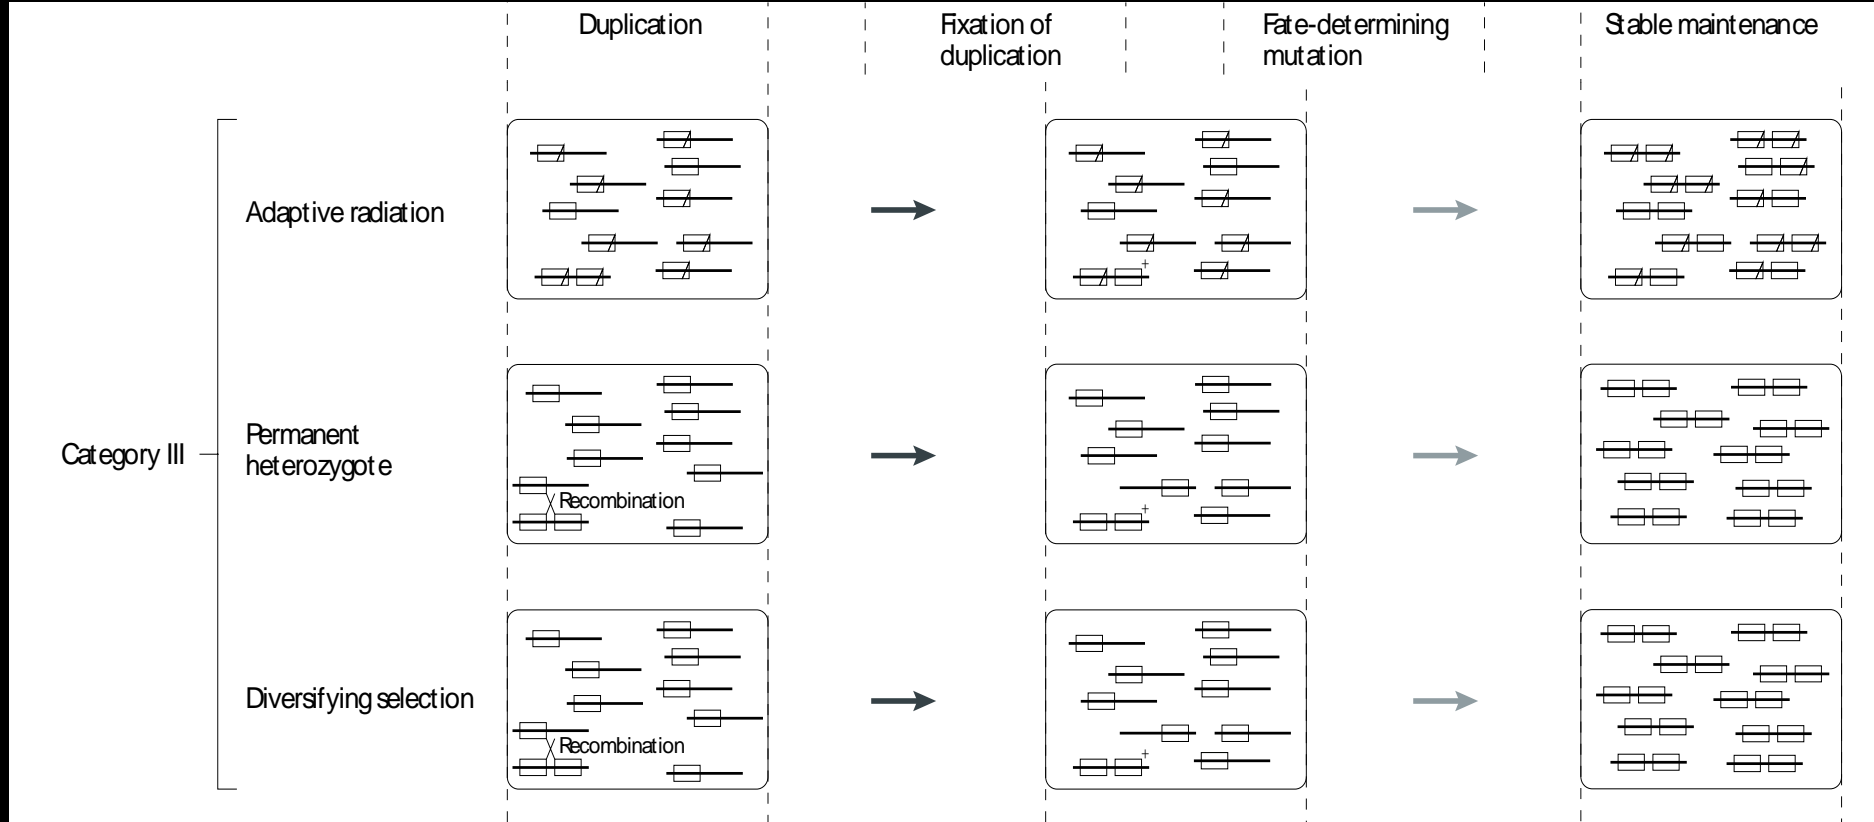 Duplication
Fixation of
duplication
Fate-determining
mutation
Stable maintenance
Adaptive radiation
+
Category III
Permanent
heterozygote
Recombination
+
Diversifying selection
Recombination
+